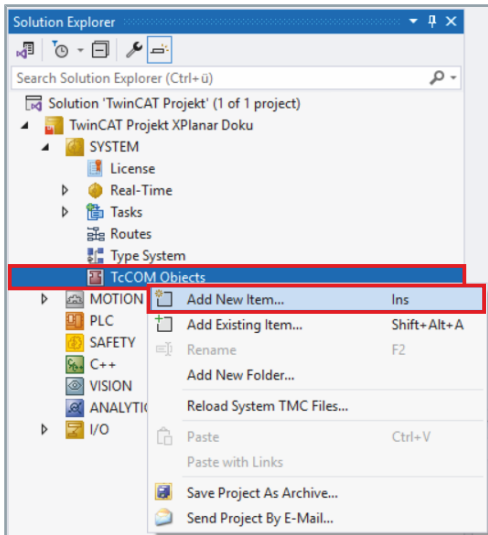 Solution Explorer
Search Solution Explorer (Ctrl+ü)
Solution 'TwinCAT Projekt' (1 of 1 project)
TwinCAT Projekt XPlanar Doku
SYSTEM
License
Real-Time
Tasks
Routes
Type System
TcCOM Objects
MOTION
PLC
SAFETY
C++
VISION
ANALYTI
I/O
Add New Item... Ins
Add Existing Item... Shift+Alt+A
Rename F2
Add New Folder...
Reload System TMC Files...
Paste Ctrl+V
Paste with Links
Save Project As Archive...
Send Project By E-Mail...